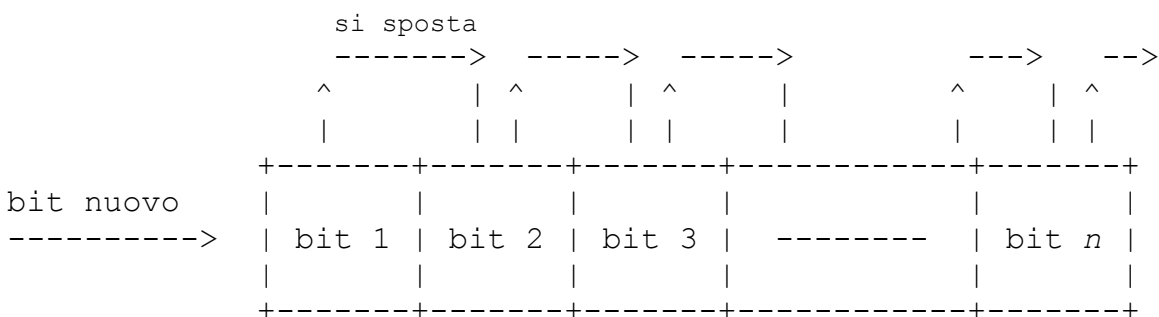 si sposta
-------> -----> -----> ---> -->
^ | ^ | ^ | ^ | ^
| | | | | | | | |
+-------+-------+-------+------------+-------+
bit nuovo | | | | | |
----------> | bit 1 | bit 2 | bit 3 | -------- | bit n |
| | | | | |
+-------+-------+-------+------------+-------+